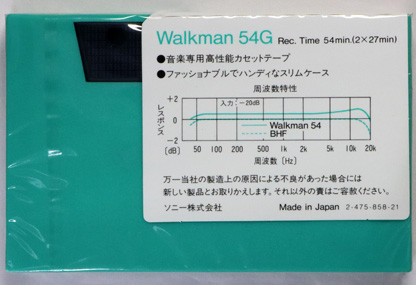 Walkman 54G Rec. Time 54min.(2×27min)
●音楽専用高性能カセットテープ
●ファッショナブルでハンディなスリムケース
周波数特性
+2
入力:−20dB
レスポンス
0
Walkman 54
BHF
−2
[dB] 50 100 200 500 1k 2k 5k 10k 20k
周波数 [Hz]
万一当社の製造上の原因による不良があった場合には
新しい製品とお取りかえします。それ以外の責はご容赦ください。
ソニー株式会社 Made in Japan 2-475-858-21